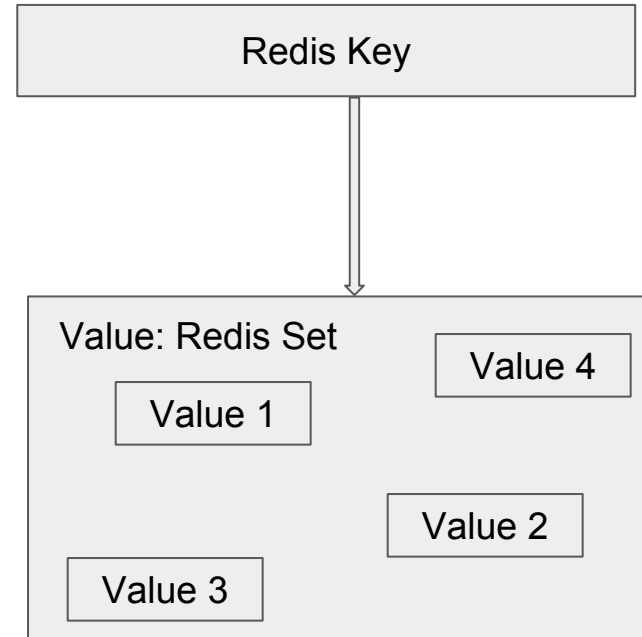 Redis Key
Value: Redis Set
Value 4
Value 1
Value 2
Value 3